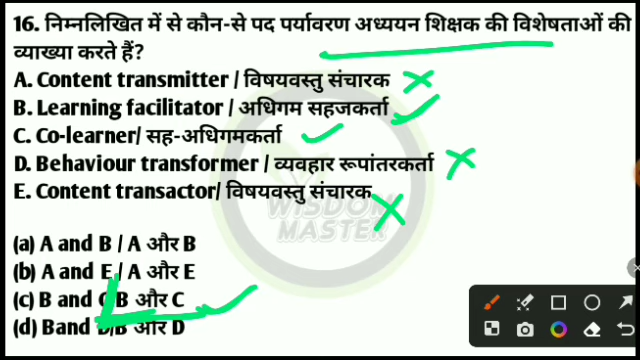 16. निम्नलिखित में से कौन-से पद पर्यावरण अध्ययन शिक्षक की विशेषताओं की
व्याख्या करते हैं?
A. Content transmitter / विषयवस्तु संचारक
B. Learning facilitator / अधिगम सहजकर्ता
C. Co-learner/ सह-अधिगमकर्ता
D. Behaviour transformer / व्यवहार रूपांतरकर्ता
E. Content transactor/ विषयवस्तु संचारक
WISDOM
MASTER
(a) A and B / A और B
(b) A and E / A और E
(c) B and C B और C
(d) Band D/B और D